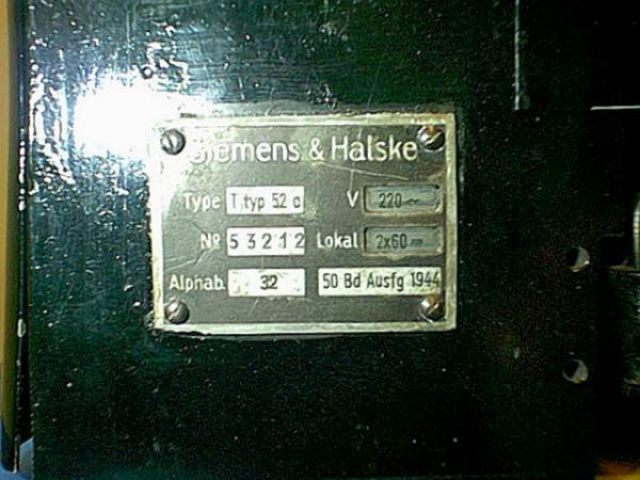 Siemens & Halske
Type T typ 52 c V 220
Nº 53212 Lokal 2x60
Alphab. 32 50 Bd Ausfg 1944